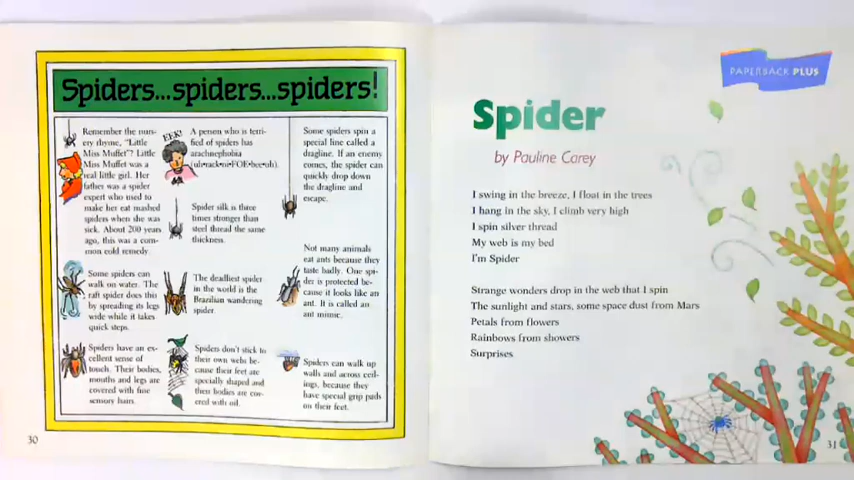 Spiders...spiders...spiders!
Remember the nurs-
ery rhyme, "Little
Miss Muffet"? Little
Miss Muffet was a
real little girl. Her
father was a spider
expert who used to
make her eat mashed
spiders when she was
sick. About 200 years
ago, this was a com-
mon cold remedy.
Some spiders can
walk on water. The
raft spider does this
by spreading its legs
wide while it takes
quick steps.
Spiders have an ex-
cellent sense of
touch. Their bodies,
mouths and legs are
covered with fine
sensory hairs.
EEK!
A person who is terri-
fied of spiders has
arachnephobia
(uh-rack-ni-FOE-bee-uh).
Spider silk is three
times stronger than
steel thread the same
thickness.
The deadliest spider
in the world is the
Brazilian wandering
spider.
Spiders don't stick to
their own webs be-
cause their feet are
specially shaped and
their bodies are cov-
ered with oil.
Some spiders spin a
special line called a
dragline. If an enemy
comes, the spider can
quickly drop down
the dragline and
escape.
Not many animals
eat ants because they
taste badly. One spi-
der is protected be-
cause it looks like an
ant. It is called an
ant mimic.
Spiders can walk up
walls and across ceil-
ings, because they
have special grip pads
on their feet.
30
PAPERBACK PLUS
Spider
by Pauline Carey
I swing in the breeze, I float in the trees
I hang in the sky, I climb very high
I spin silver thread
My web is my bed
I'm Spider
Strange wonders drop in the web that I spin
The sunlight and stars, some space dust from Mars
Petals from flowers
Rainbows from showers
Surprises
31